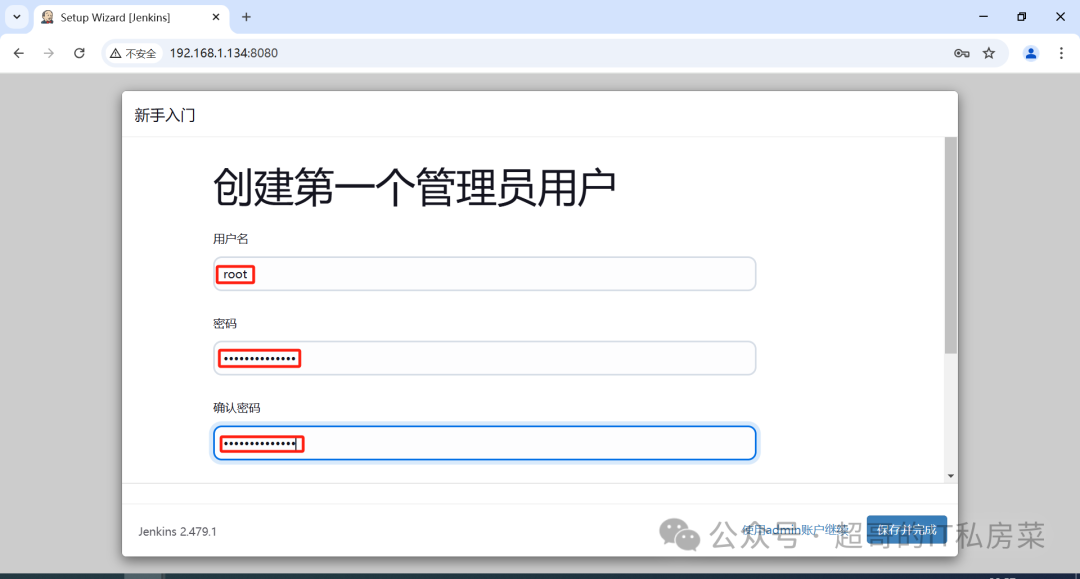 Setup Wizard [Jenkins]
不安全 192.168.1.134:8080
新手入门
创建第一个管理员用户
用户名
root
密码
••••••••••••••
确认密码
••••••••••••••
Jenkins 2.479.1
使用admin账户继续
保存并完成
公众号 · 超哥的IT私房菜